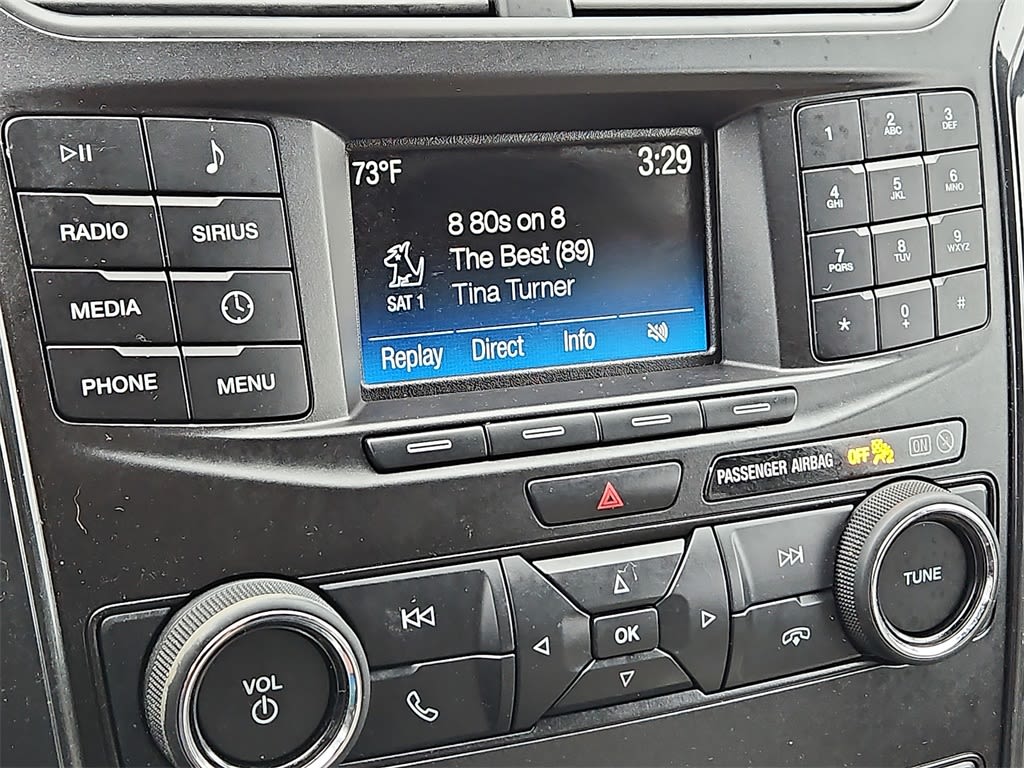 73°F
3:29
8 80s on 8
The Best (89)
Tina Turner
SAT 1
Replay Direct Info
RADIO
SIRIUS
MEDIA
PHONE
MENU
1
2
ABC
3
DEF
4
GHI
5
JKL
6
MNO
7
PQRS
8
TUV
9
WXYZ
*
0
+
#
PASSENGER AIRBAG OFF 2 ON
VOL
OK
TUNE